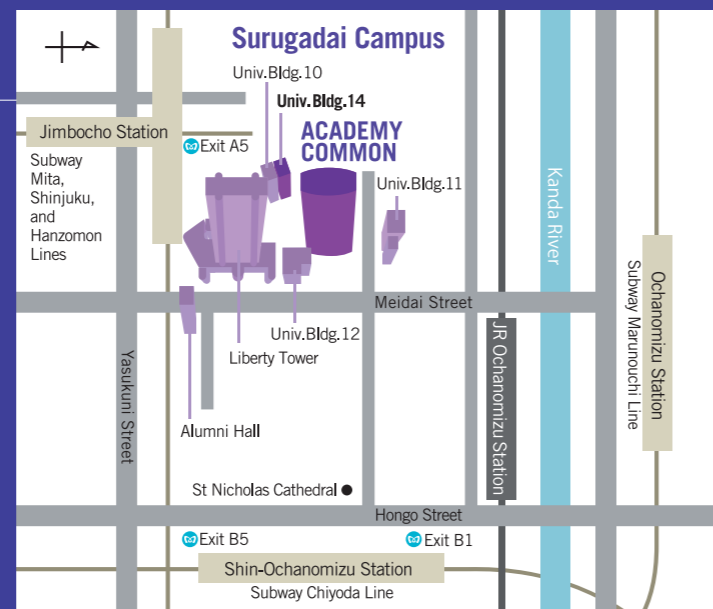 Surugadai Campus
Univ.Bldg.10
Univ.Bldg.14
ACADEMY
COMMON
Jimbocho Station
Exit A5
Subway
Mita,
Shinjuku,
and
Hanzomon
Lines
Univ.Bldg.11
Kanda River
Ochanomizu Station
Subway Marunouchi Line
Meidai Street
Univ.Bldg.12
Liberty Tower
JR Ochanomizu Station
Yasukuni Street
Alumni Hall
St Nicholas Cathedral
Hongo Street
Exit B5
Exit B1
Shin-Ochanomizu Station
Subway Chiyoda Line